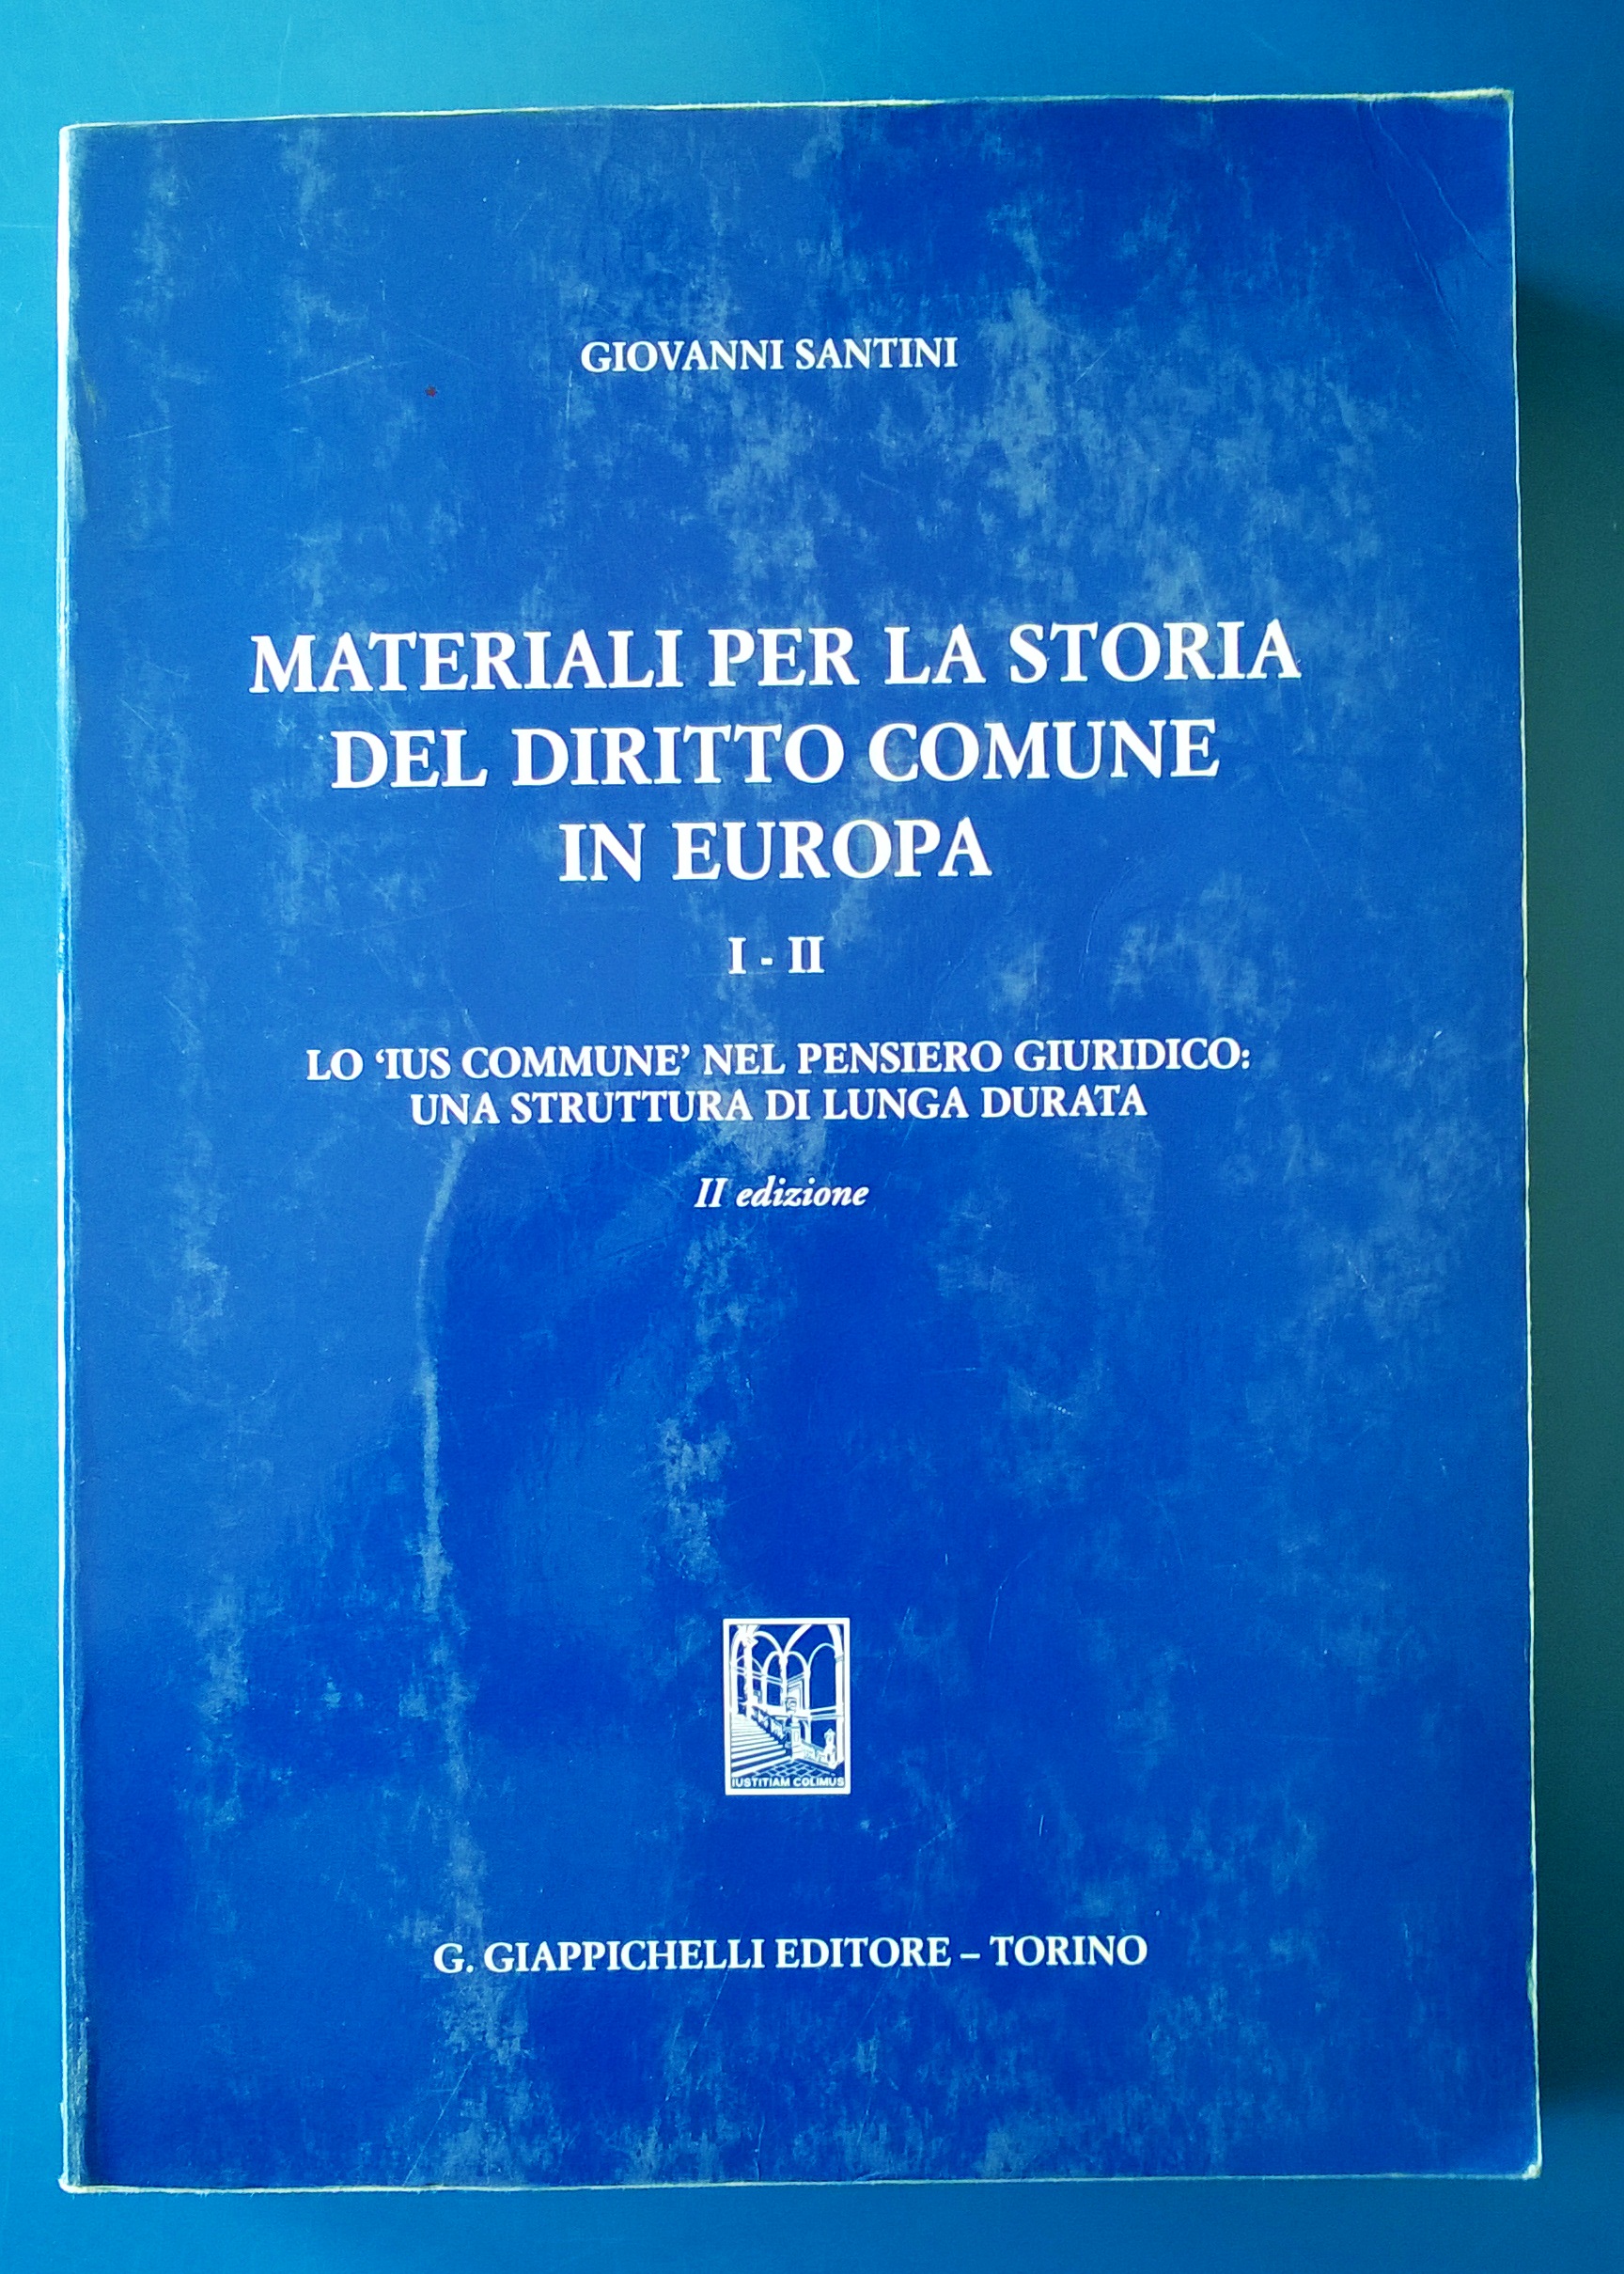 GIOVANNI SANTINI
MATERIALI PER LA STORIA
DEL DIRITTO COMUNE
IN EUROPA
I - II
LO ‘IUS COMMUNE’ NEL PENSIERO GIURIDICO:
UNA STRUTTURA DI LUNGA DURATA
II edizione
IUSTITIAM COLIMUS
G. GIAPPICHELLI EDITORE – TORINO